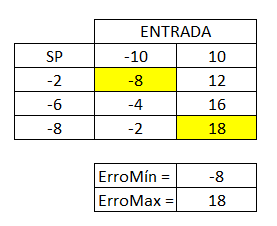 ENTRADA
SP -10 10
-2 -8 12
-6 -4 16
-8 -2 18
ErroMín = -8
ErroMax = 18